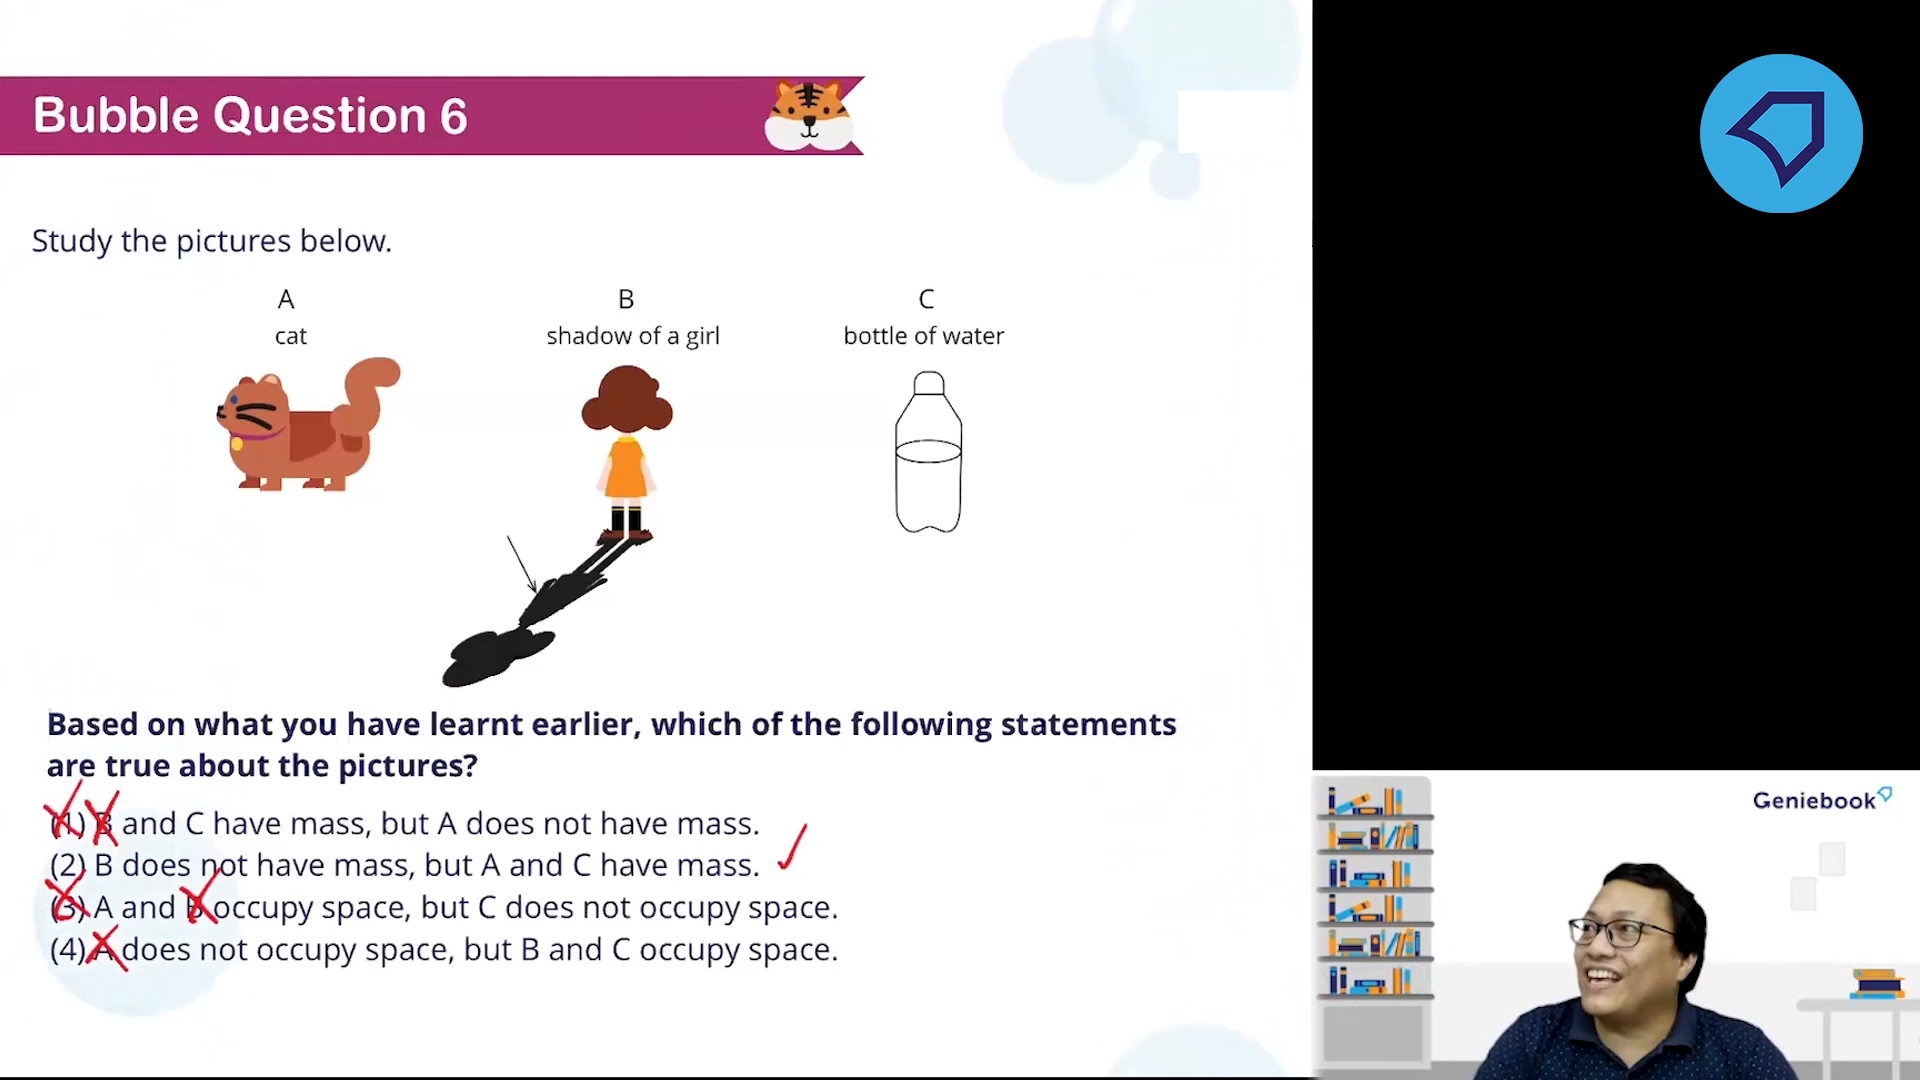 Bubble Question 6
Study the pictures below.
A
cat
B
shadow of a girl
C
bottle of water
Based on what you have learnt earlier, which of the following statements
are true about the pictures?
(1) B and C have mass, but A does not have mass.
(2) B does not have mass, but A and C have mass.
(3) A and B occupy space, but C does not occupy space.
(4) A does not occupy space, but B and C occupy space.
Geniebook